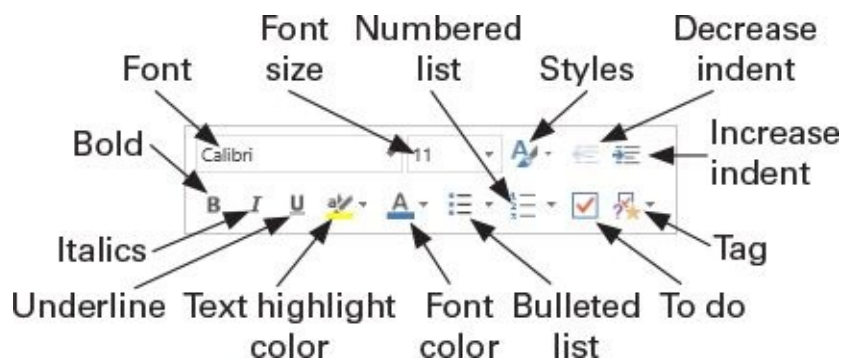 Font
Font size
Numbered list
Styles
Decrease indent
Bold
Calibri
11
Increase indent
B I U ab A
Italics
Tag
Underline
Text highlight color
Font color
Bulleted list
To do